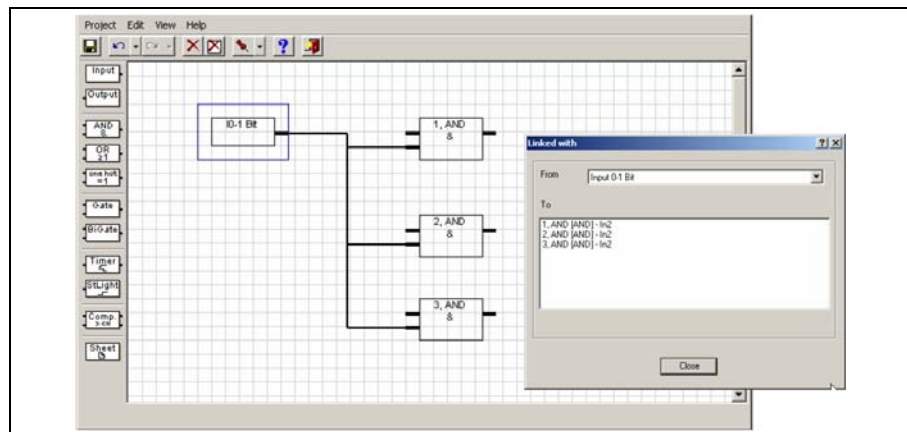 Project Edit View Help
?
Input
Output
AND
&
OR
≥1
one hot
=1
Gate
BiGate
Timer
StLight
Comp.
Sheet
I0-1 Bit
1, AND
&
2, AND
&
3, AND
&
Linked with
From Input 0-1 Bit
To
1, AND [AND] - In2
2, AND [AND] - In2
3, AND [AND] - In2
Close